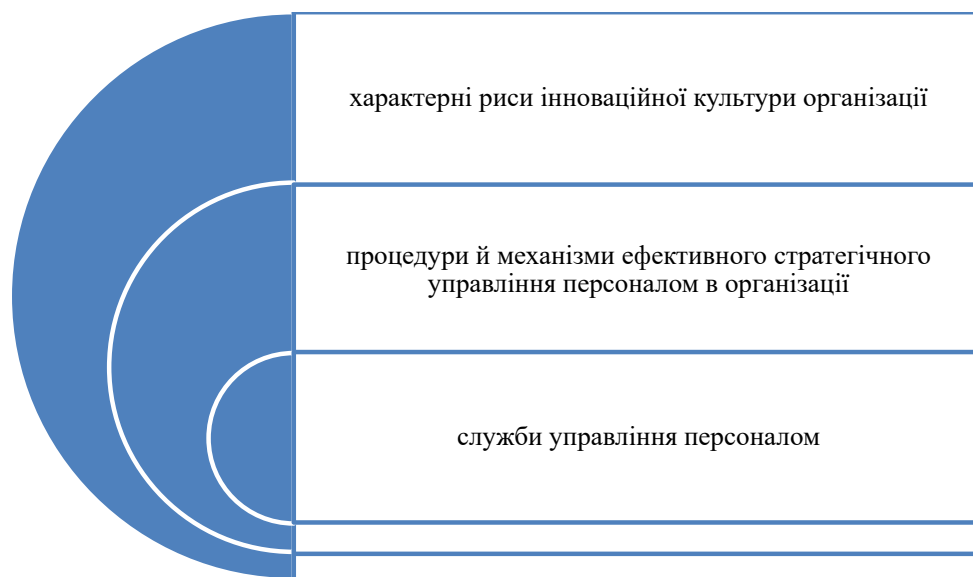 характерні риси інноваційної культури організації
процедури й механізми ефективного стратегічного
управління персоналом в організації
служби управління персоналом